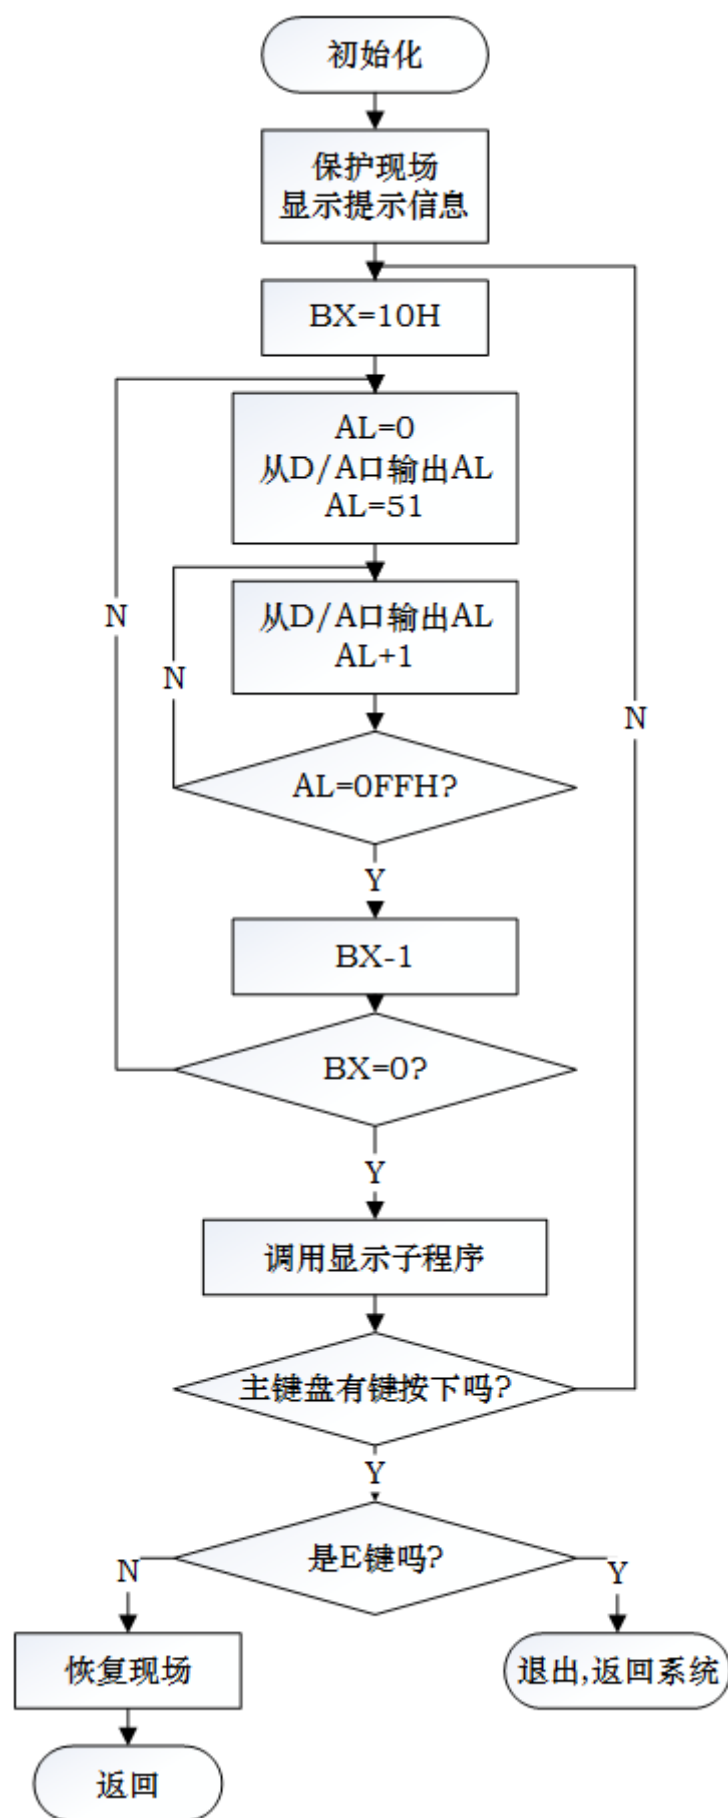 初始化
保护现场
显示提示信息
BX=10H
AL=0
从D/A口输出AL
AL=51
从D/A口输出AL
AL+1
N
N
N
AL=0FFH?
Y
BX-1
BX=0?
Y
调用显示子程序
主键盘有键按下吗?
Y
是E键吗?
N
Y
恢复现场
退出,返回系统
返回